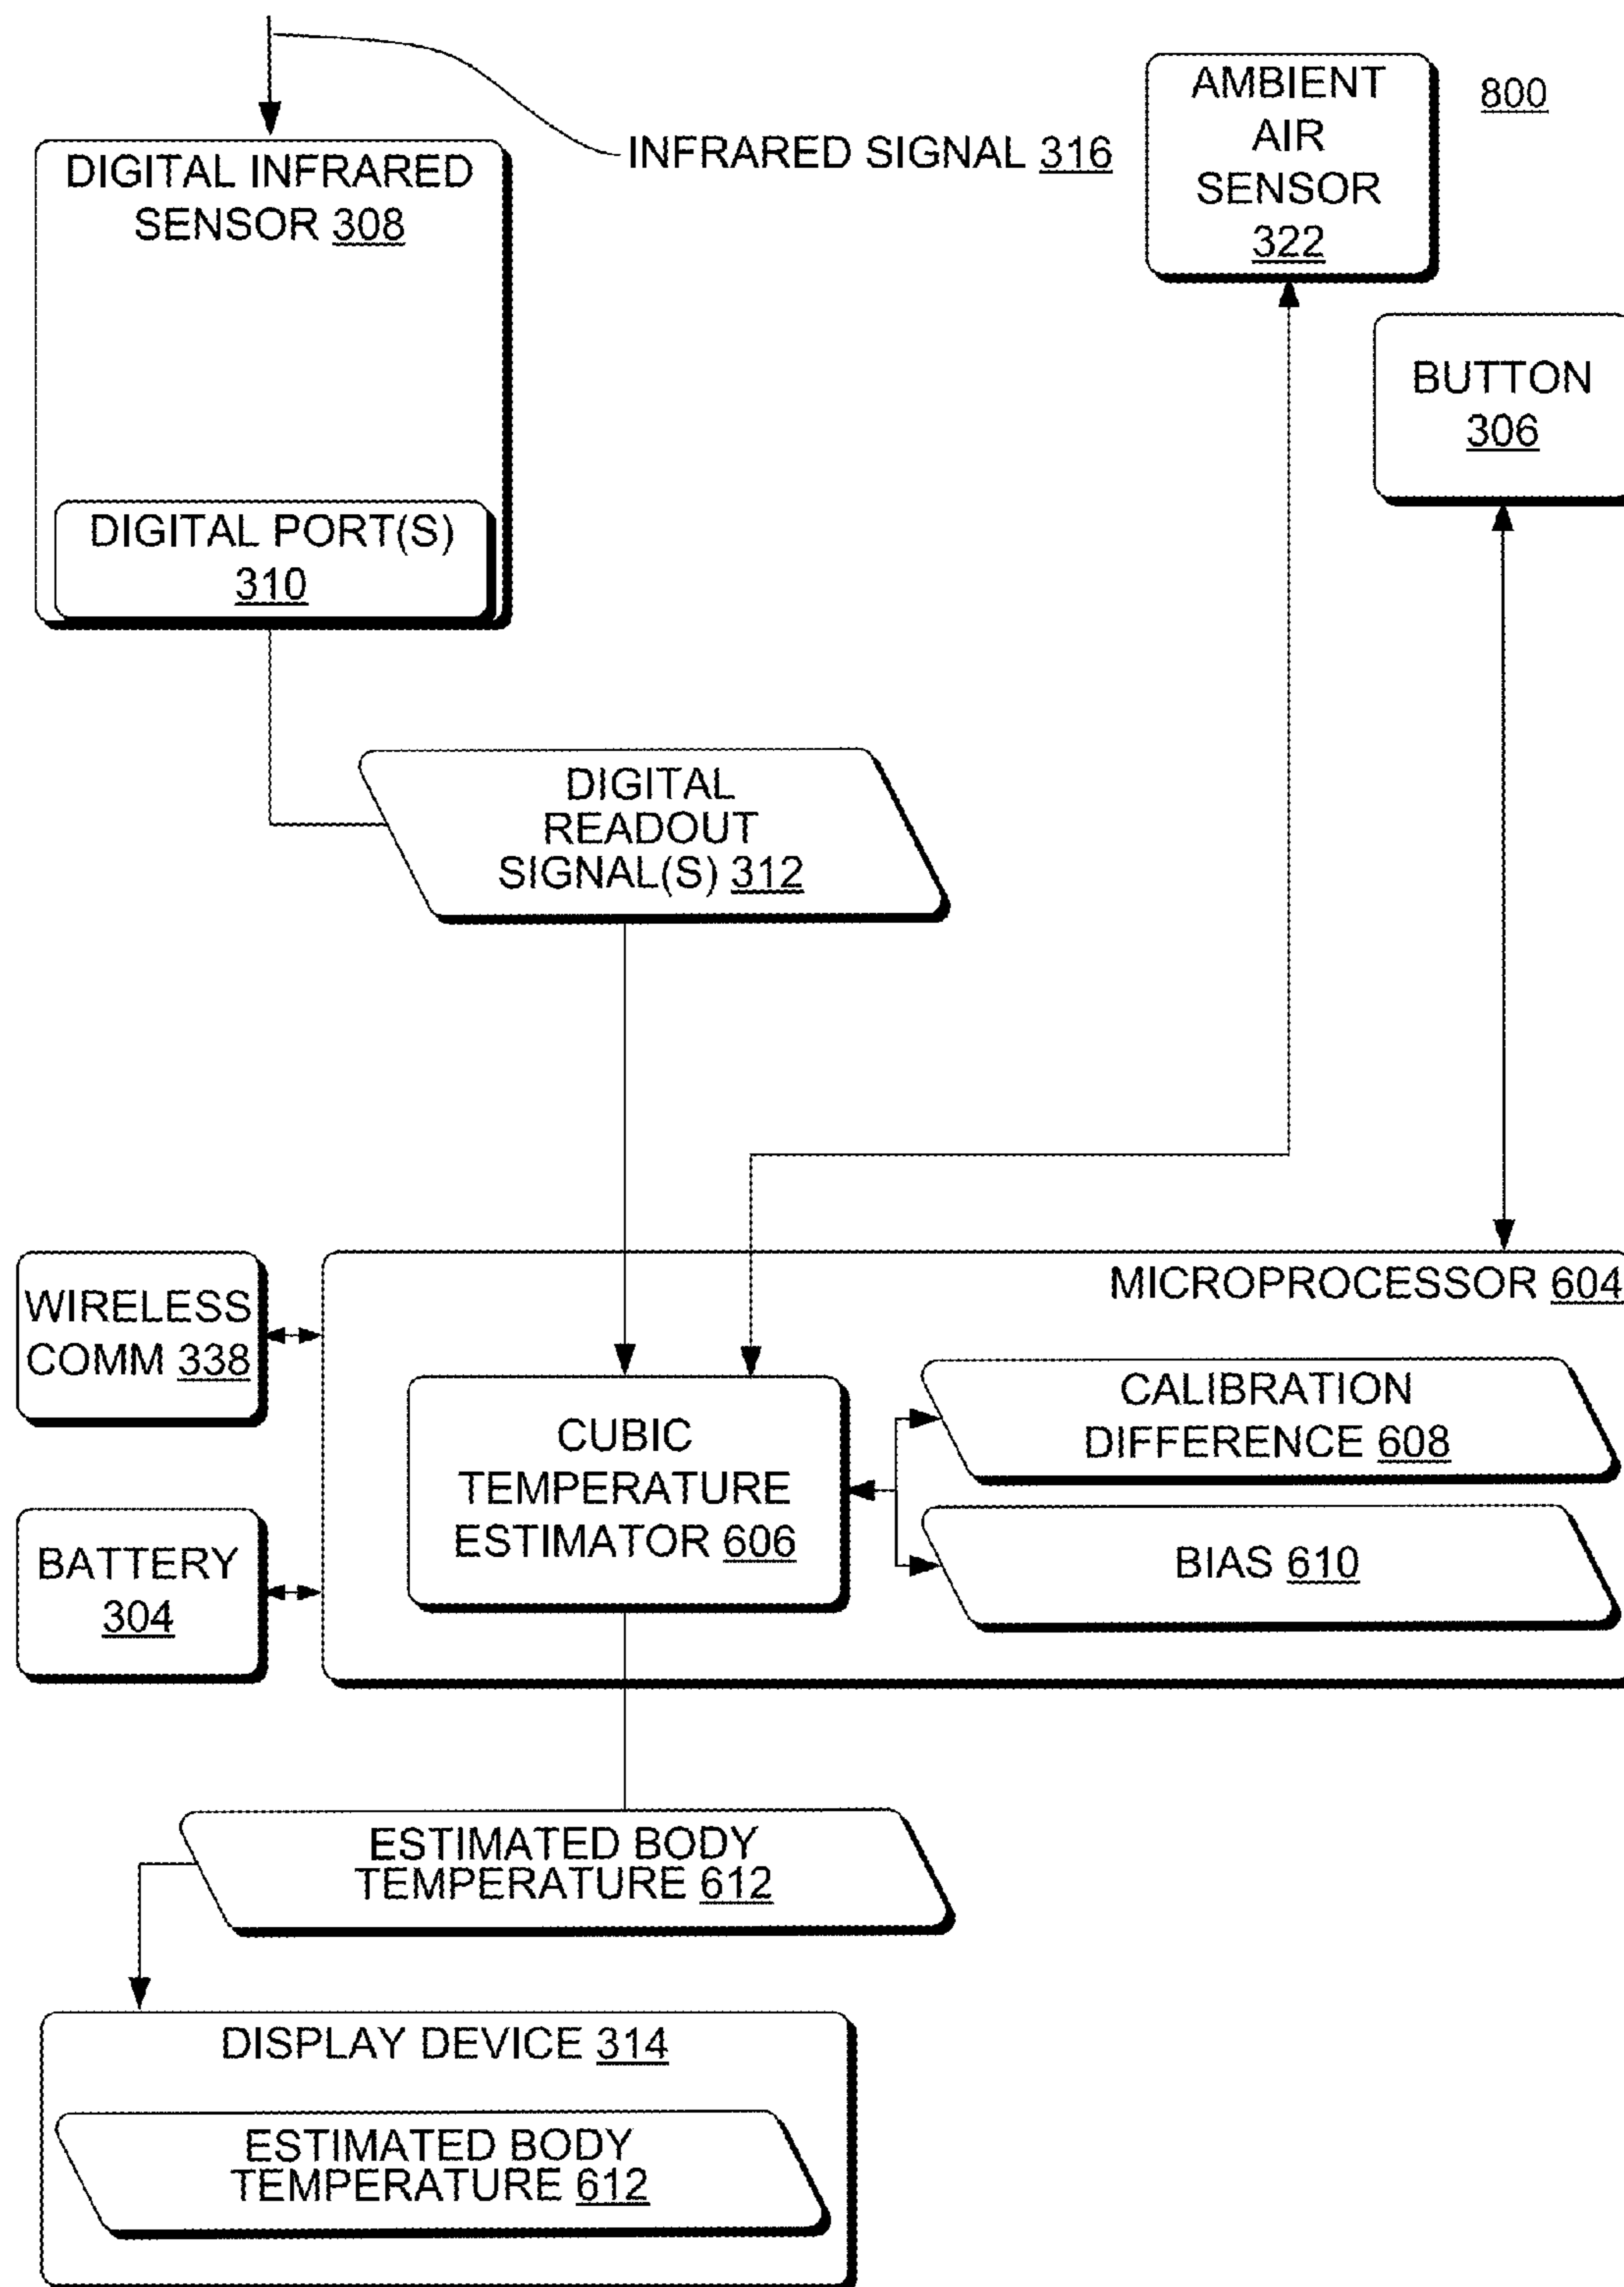 AMBIENT
AIR
SENSOR
322
800
INFRARED SIGNAL 316
DIGITAL INFRARED
SENSOR 308
BUTTON
306
DIGITAL PORT(S)
310
DIGITAL
READOUT
SIGNAL(S) 312
MICROPROCESSOR 604
WIRELESS
COMM 338
CUBIC
TEMPERATURE
ESTIMATOR 606
CALIBRATION
DIFFERENCE 608
BIAS 610
BATTERY
304
ESTIMATED BODY
TEMPERATURE 612
DISPLAY DEVICE 314
ESTIMATED BODY
TEMPERATURE 612